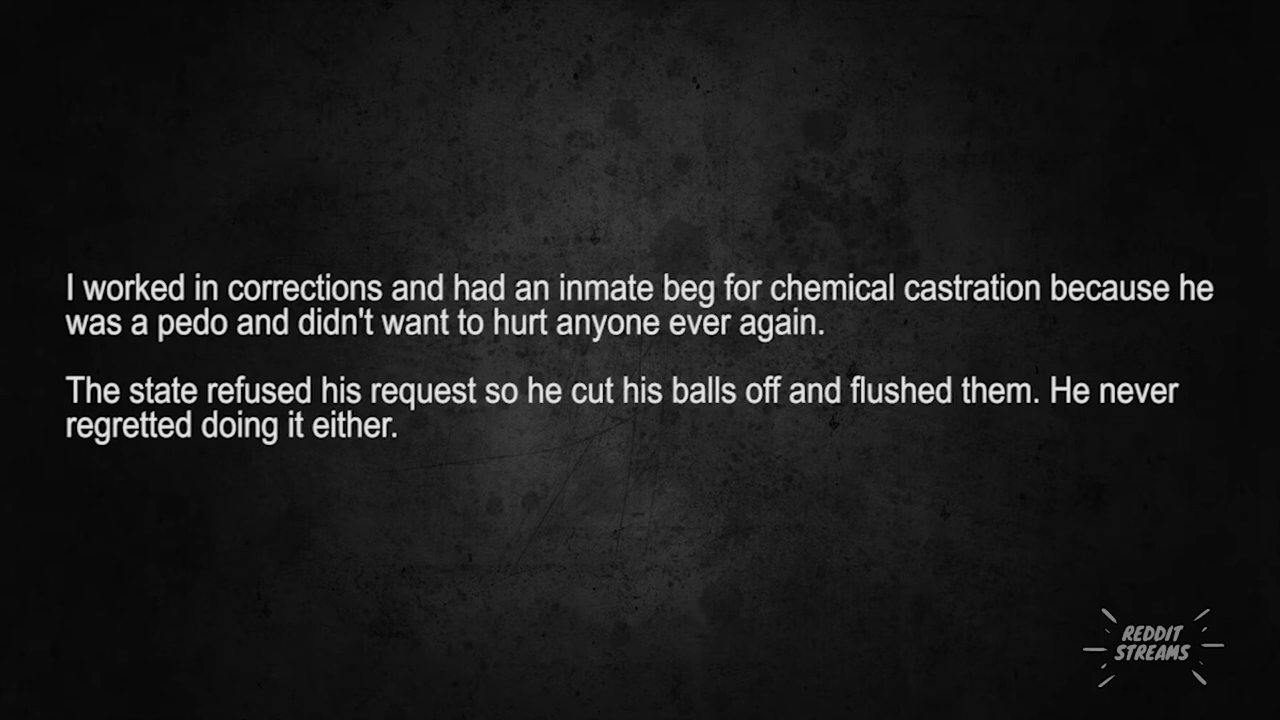 I worked in corrections and had an inmate beg for chemical castration because he
was a pedo and didn't want to hurt anyone ever again.
The state refused his request so he cut his balls off and flushed them. He never
regretted doing it either.
REDDIT
STREAMS